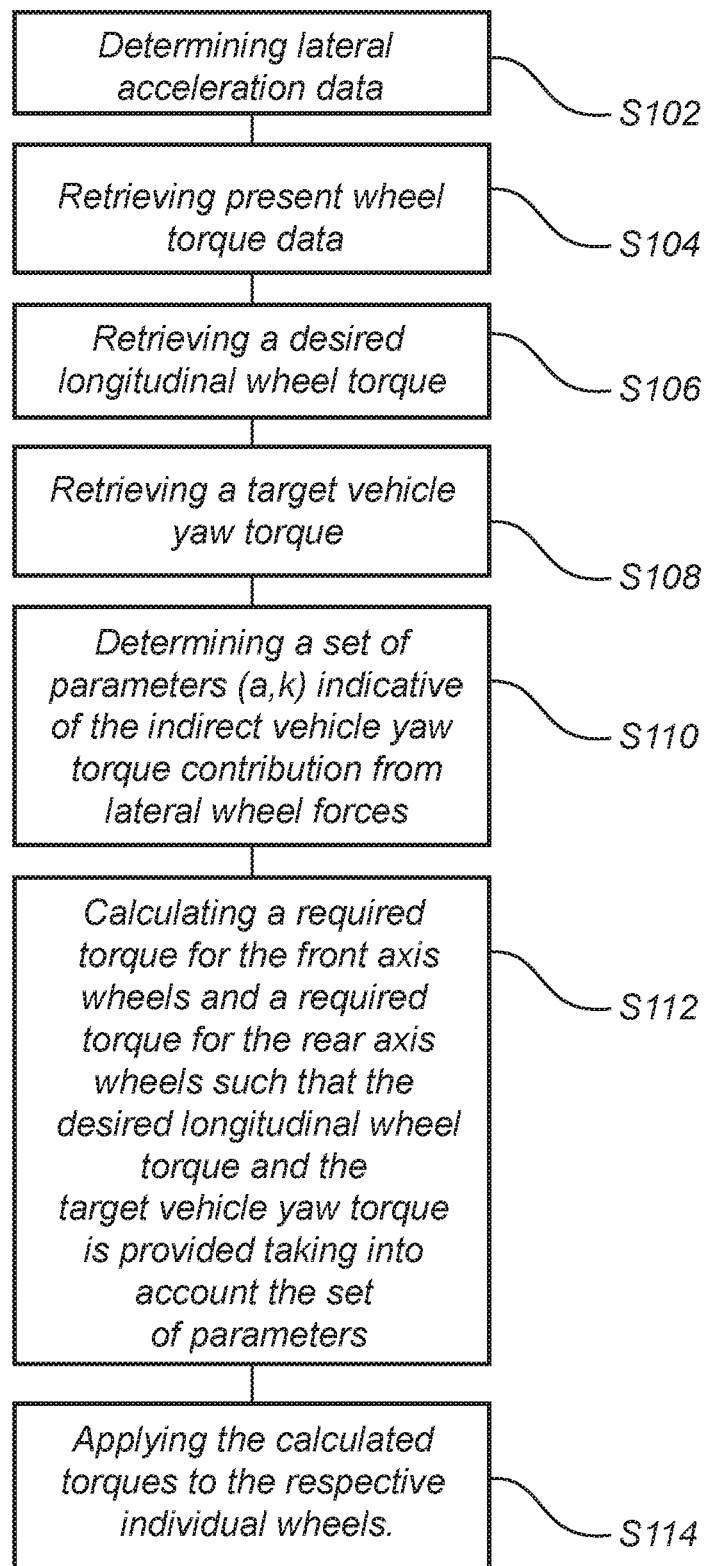 Determining lateral
acceleration data
S102
Retrieving present wheel
torque data
S104
Retrieving a desired
longitudinal wheel torque
S106
Retrieving a target vehicle
yaw torque
S108
Determining a set of
parameters (a,k) indicative
of the indirect vehicle yaw
torque contribution from
lateral wheel forces
S110
Calculating a required
torque for the front axis
wheels and a required
torque for the rear axis
wheels such that the
desired longitudinal wheel
torque and the
target vehicle yaw torque
is provided taking into
account the set
of parameters
S112
Applying the calculated
torques to the respective
individual wheels.
S114